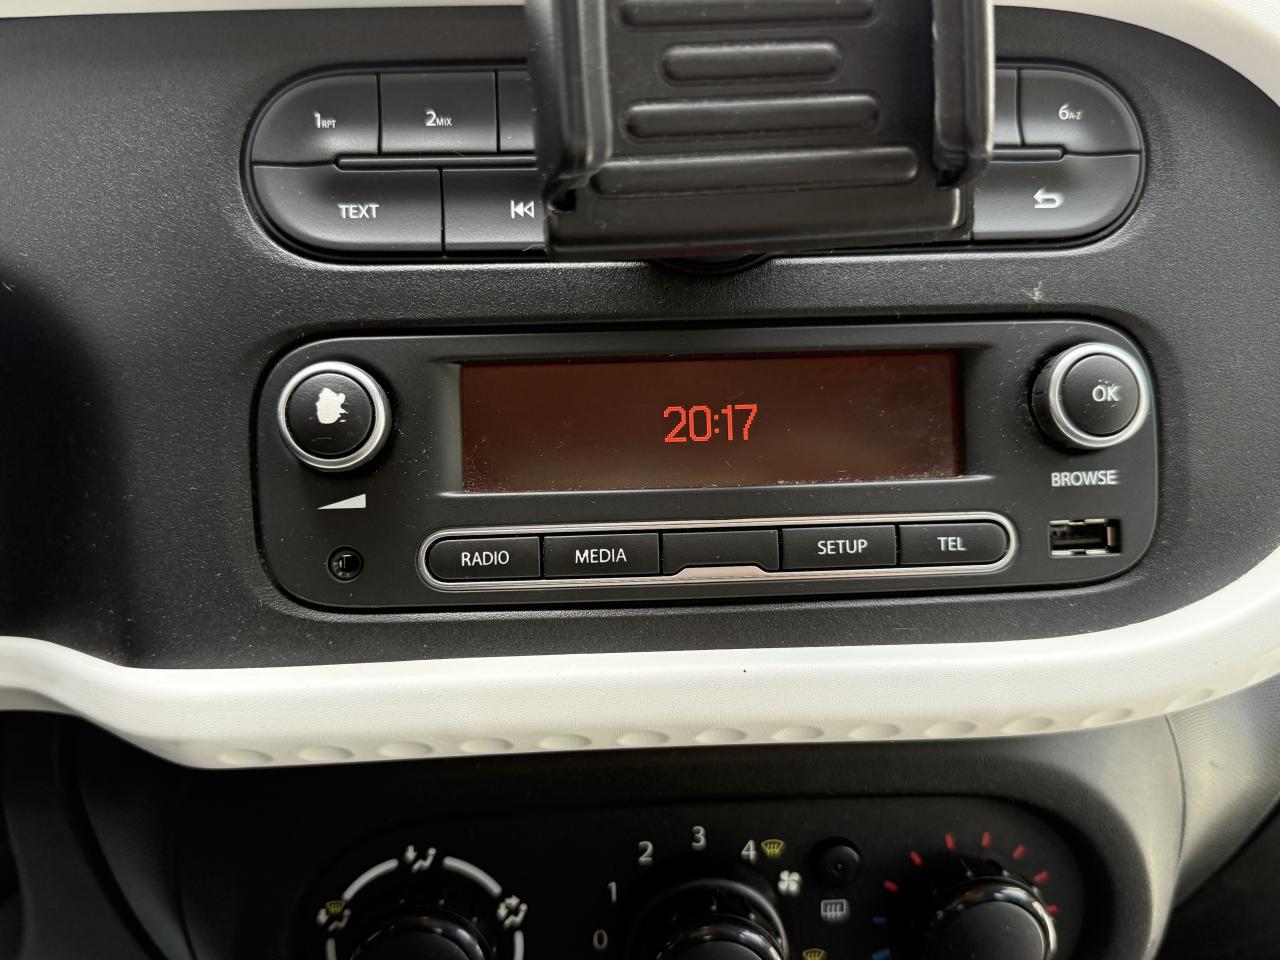 1RPT 2MIX 6A-Z
TEXT
20:17
OK
BROWSE
RADIO MEDIA SETUP TEL
0 1 2 3 4